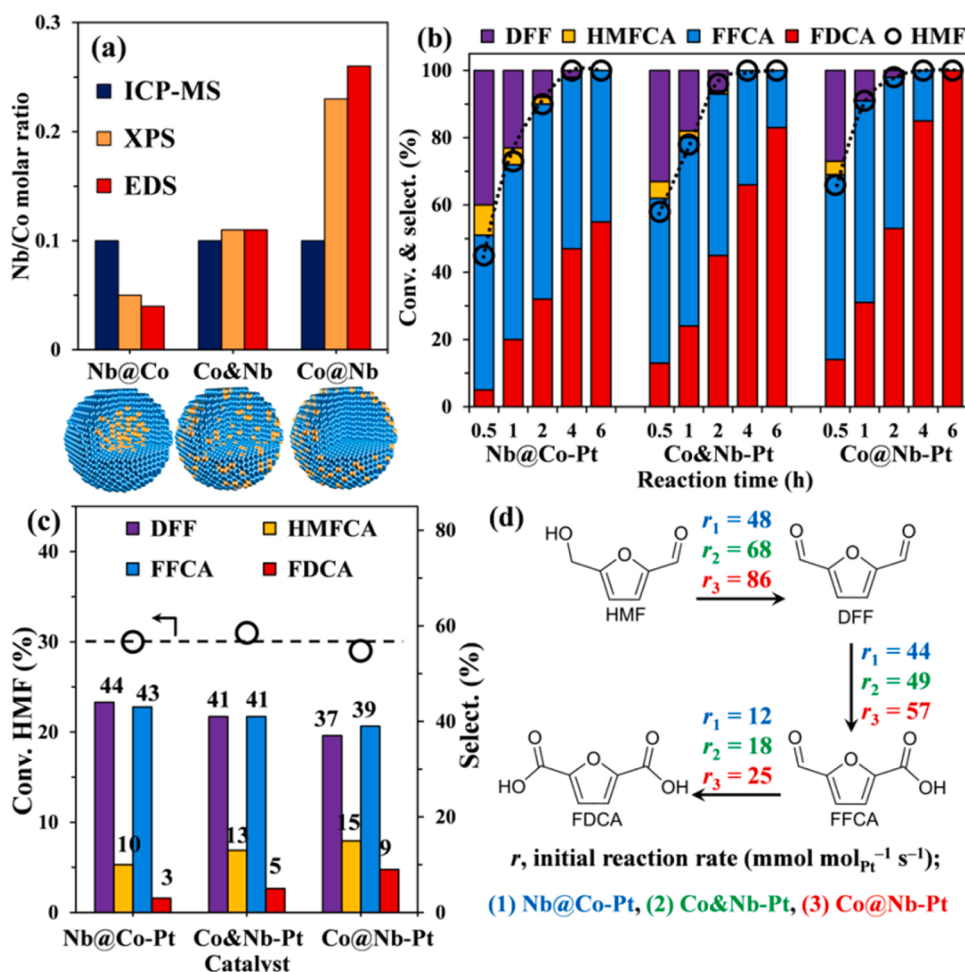 (a)
Nb/Co molar ratio
0.3
0.2
0.1
0
ICP-MS
XPS
EDS
Nb@Co Co&Nb Co@Nb
(b)
DFF HMFCA FFCA FDCA HMF
Conv. & select. (%)
100
80
60
40
20
0
0.5 1 2 4 6 0.5 1 2 4 6 0.5 1 2 4 6
Nb@Co-Pt Co&Nb-Pt Co@Nb-Pt
Reaction time (h)
(c)
DFF HMFCA
FFCA FDCA
Conv. HMF (%)
40
30
20
10
0
Select. (%)
80
60
40
20
0
44 43 10 3
41 41 13 5
37 39 15 9
Nb@Co-Pt Co&Nb-Pt Co@Nb-Pt
Catalyst
(d)
HO O O
HMF
r1 = 48
r2 = 68
r3 = 86
O O O
DFF
r1 = 44
r2 = 49
r3 = 57
O O O OH
FFCA
r1 = 12
r2 = 18
r3 = 25
O O O HO OH
FDCA
r, initial reaction rate (mmol molPt⁻¹ s⁻¹);
(1) Nb@Co-Pt, (2) Co&Nb-Pt, (3) Co@Nb-Pt